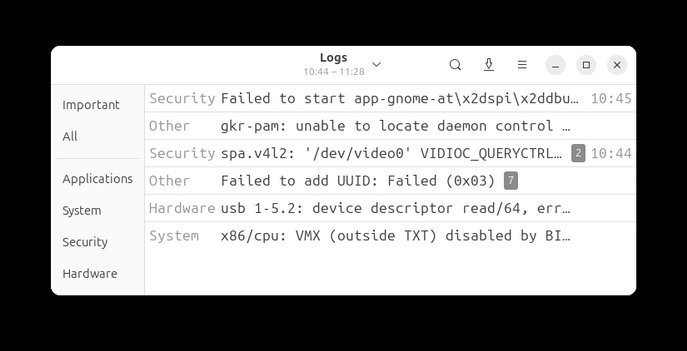 Logs
10:44 – 11:28
Important
All
Applications
System
Security
Hardware
Security Failed to start app-gnome-at\x2dspi\x2ddbu… 10:45
Other gkr-pam: unable to locate daemon control …
Security spa.v4l2: '/dev/video0' VIDIOC_QUERYCTRL… 2 10:44
Other Failed to add UUID: Failed (0x03) 7
Hardware usb 1-5.2: device descriptor read/64, err…
System x86/cpu: VMX (outside TXT) disabled by BI…